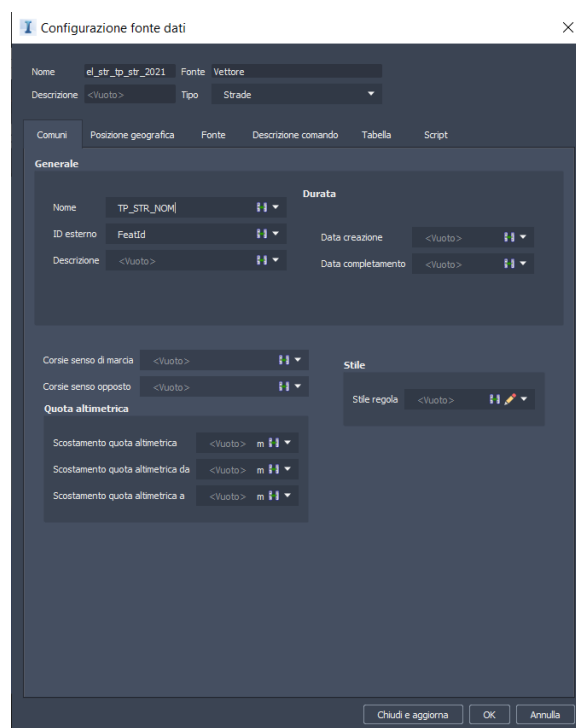 I Configurazione fonte dati
Nome el_str_tp_str_2021 Fonte Vettore
Descrizione <Vuoto> Tipo Strade
Comuni Posizione geografica Fonte Descrizione comando Tabella Script
Generale
Durata
Nome TP_STR_NOM
ID esterno FeatId
Data creazione <Vuoto>
Descrizione <Vuoto>
Data completamento <Vuoto>
Corsie senso di marcia <Vuoto>
Stile
Corsie senso opposto <Vuoto>
Stile regola <Vuoto>
Quota altimetrica
Scostamento quota altimetrica <Vuoto> m
Scostamento quota altimetrica da <Vuoto> m
Scostamento quota altimetrica a <Vuoto> m
Chiudi e aggiorna OK Annulla